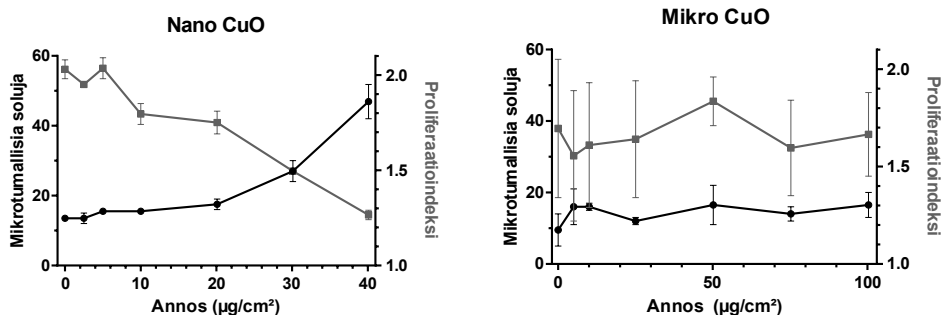 Nano CuO
Mikrotumallisia soluja
60
40
20
0
2.0
1.5
1.0
Proliferaatioindeksi
0 10 20 30 40
Annos (µg/cm²)
Mikro CuO
Mikrotumallisia soluja
60
40
20
0
2.0
1.5
1.0
Proliferaatioindeksi
0 50 100
Annos (µg/cm²)